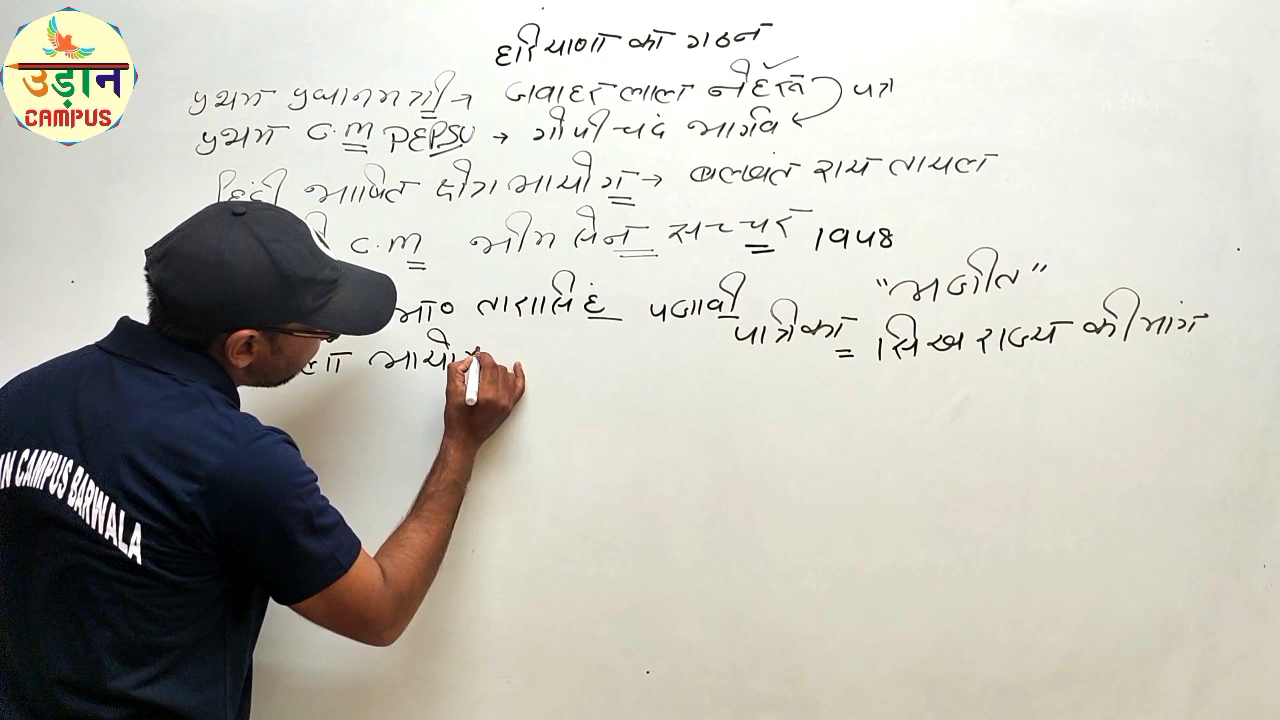 उड़ान
CAMPUS
हरियाणा का गठन
प्रथम प्रधानमंत्री → जवाहर लाल नेहरू पत्र
प्रथम C.M PEPSU → गोपीचंद भार्गव
हिंदी भाषित क्षेत्र आयोग → बलवंत राय तायल
C.M भीम सेन सच्चर 1948
मा० तारासिंह पंजाबी पत्रिका "अजीत" = सिख राज्य की मांग
आयोग
N CAMPUS BARWALA